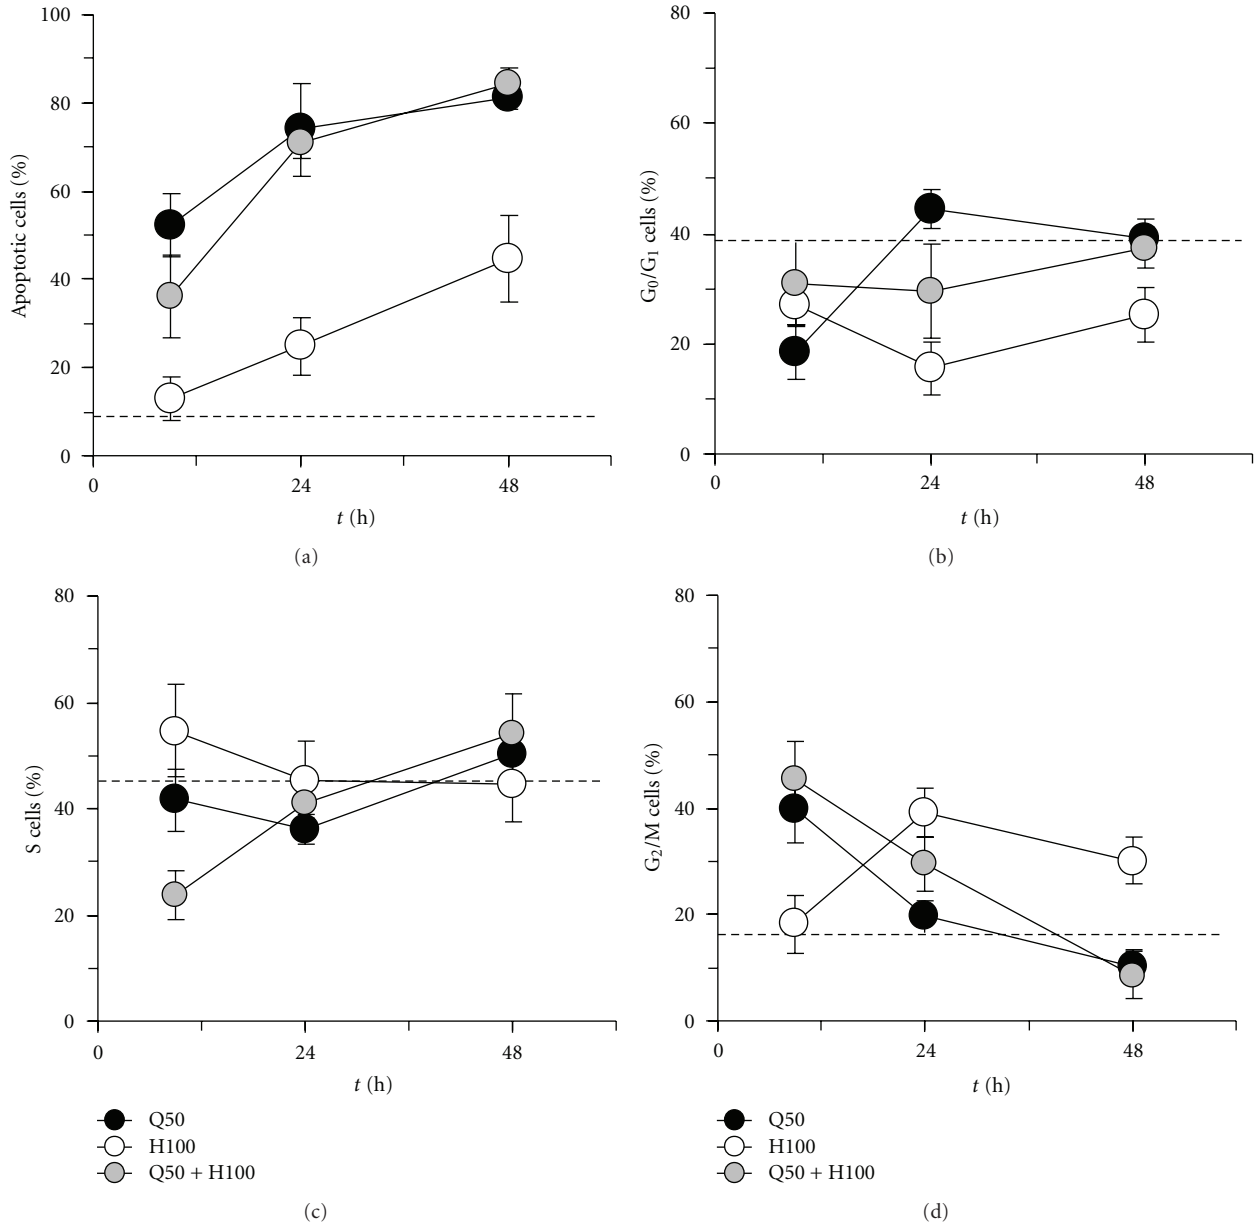 100
80
60
40
20
0
0 24 48
Apoptotic cells (%)
t (h)
(a)
80
60
40
20
0
0 24 48
G₀/G₁ cells (%)
t (h)
(b)
80
60
40
20
0
0 24 48
S cells (%)
t (h)
Q50
H100
Q50 + H100
(c)
80
60
40
20
0
0 24 48
G₂/M cells (%)
t (h)
Q50
H100
Q50 + H100
(d)